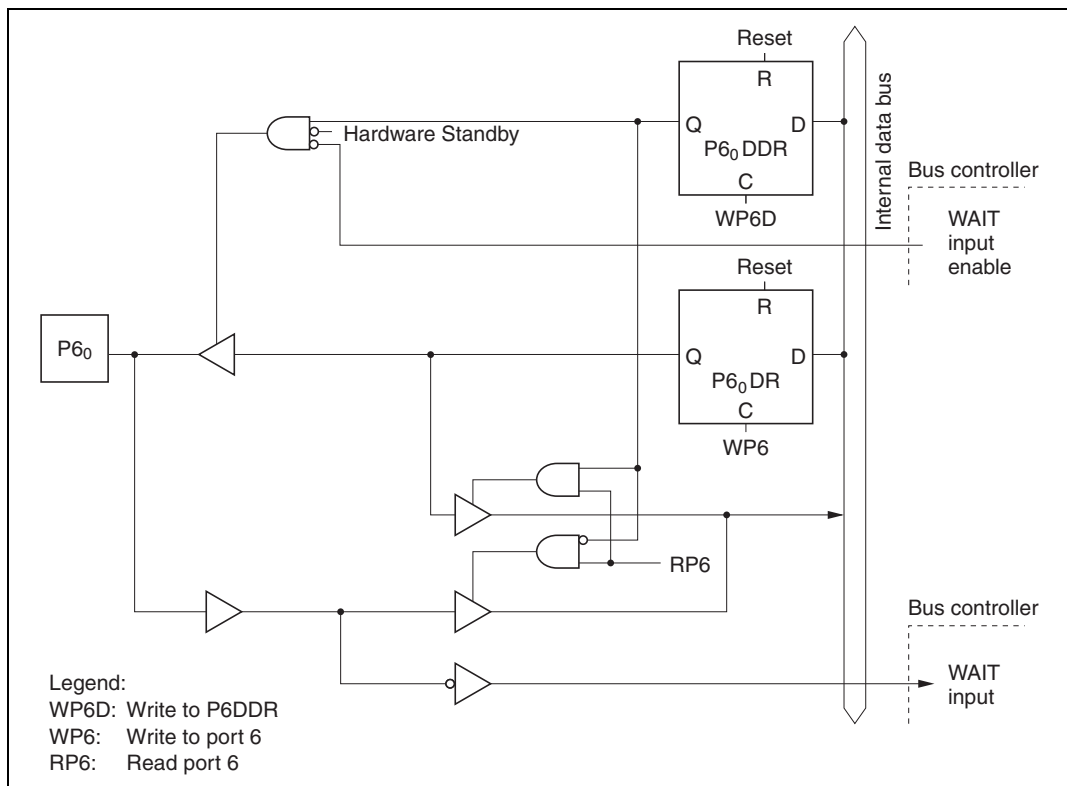 Reset
R
Hardware Standby
Q
D
P6₀DDR
C
WP6D
Internal data bus
Bus controller
WAIT
input
enable
Reset
R
P6₀
Q
D
P6₀DR
C
WP6
RP6
Bus controller
WAIT
input
Legend:
WP6D: Write to P6DDR
WP6: Write to port 6
RP6: Read port 6